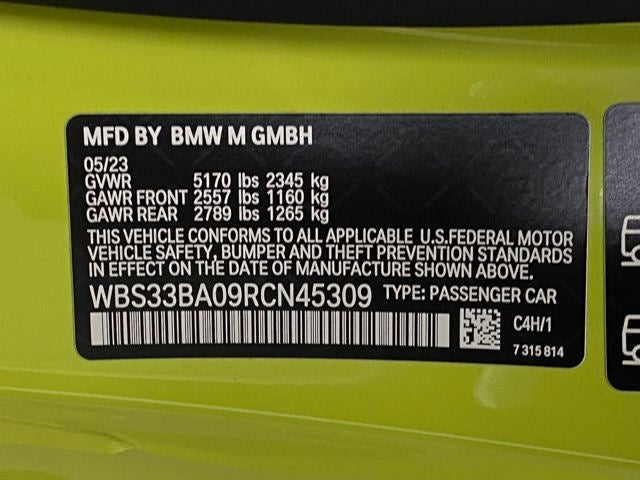 MFD BY BMW M GMBH
05/23
GVWR 5170 lbs 2345 kg
GAWR FRONT 2557 lbs 1160 kg
GAWR REAR 2789 lbs 1265 kg
THIS VEHICLE CONFORMS TO ALL APPLICABLE U.S.FEDERAL MOTOR
VEHICLE SAFETY, BUMPER AND THEFT PREVENTION STANDARDS
IN EFFECT ON THE DATE OF MANUFACTURE SHOWN ABOVE.
WBS33BA09RCN45309 TYPE: PASSENGER CAR
C4H/1
7 315 814